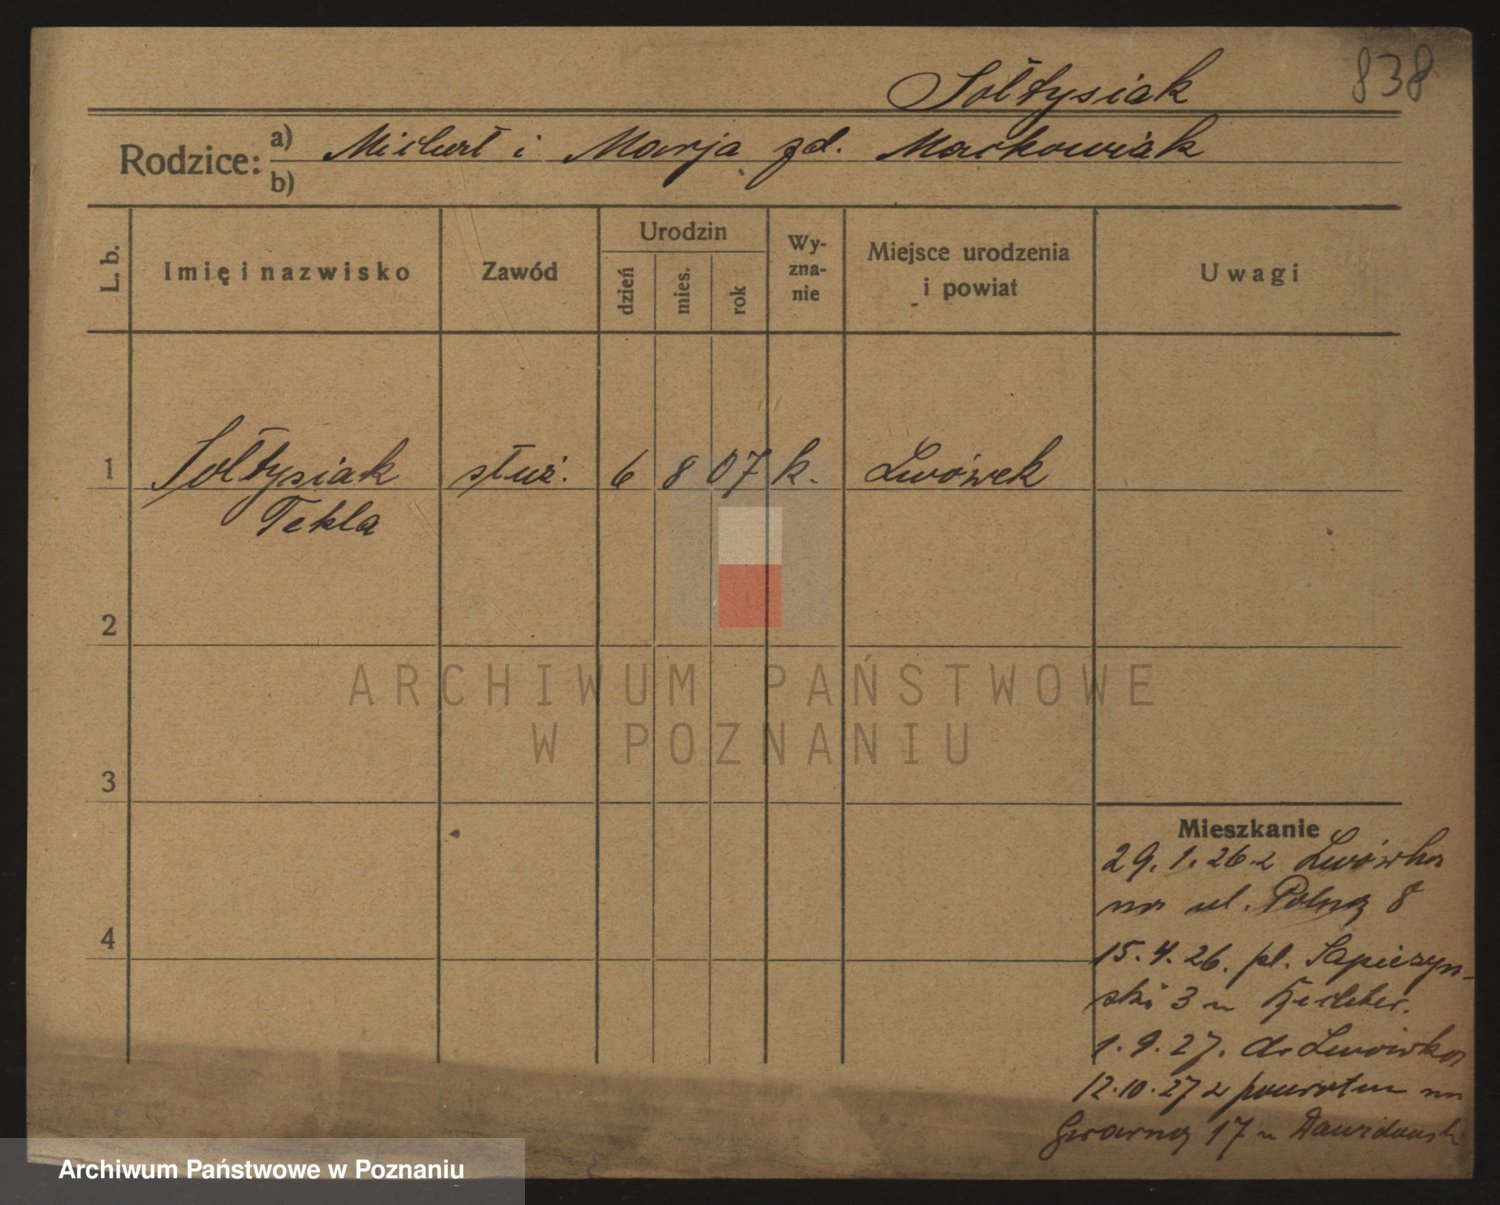 838
Sołtysiak
Rodzice: a) Michał i Marja zd. Maćkowiak
b)
L. b.
Imię i nazwisko
Zawód
Urodzin
dzień
mies.
rok
Wy-
zna-
nie
Miejsce urodzenia
i powiat
Uwagi
1 Sołtysiak służ. 6 8 07 k. Lwówek
Tekla
2
ARCHIWUM PAŃSTWOWE
W POZNANIU
3
Mieszkanie
29.1.26 z Lwówka
na ul. Polną 8
4
15.4.26. pl. Sapieżyn-
ski 3 u
1.9.27. do Lwówka
12.10.27 z powrotem na
Gwarną 17 u
Archiwum Państwowe w Poznaniu